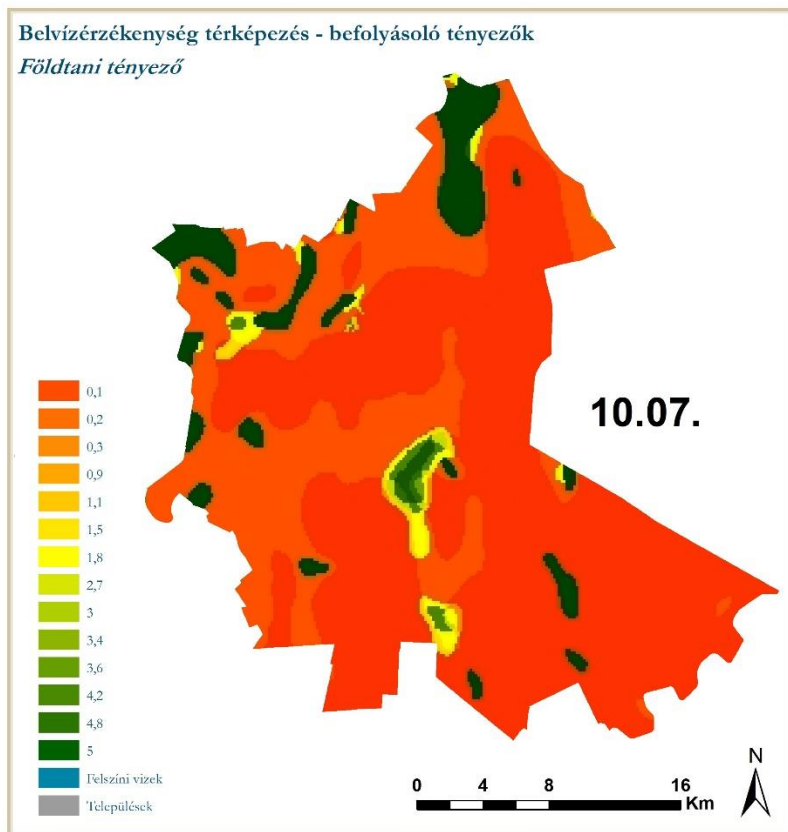 Belvízérzékenység térképezés - befolyásoló tényezők
Földtani tényező
10.07.
0,1
0,2
0,3
0,9
1,1
1,5
1,8
2,7
3
3,4
3,6
4,2
4,8
5
Felszíni vizek
Települések
N
0 4 8 16
Km